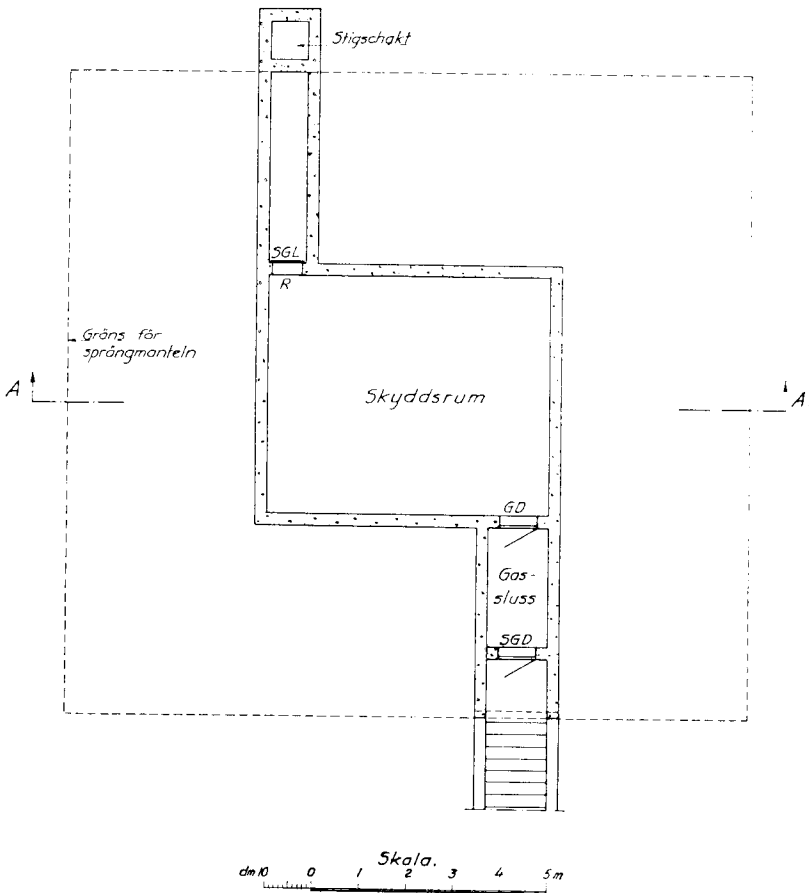 Stigschakt
SGL
R
Gräns för
sprängmanteln
A
A
Skyddsrum
GD
Gas-
sluss
SGD
Skala.
dm 10 0 1 2 3 4 5 m